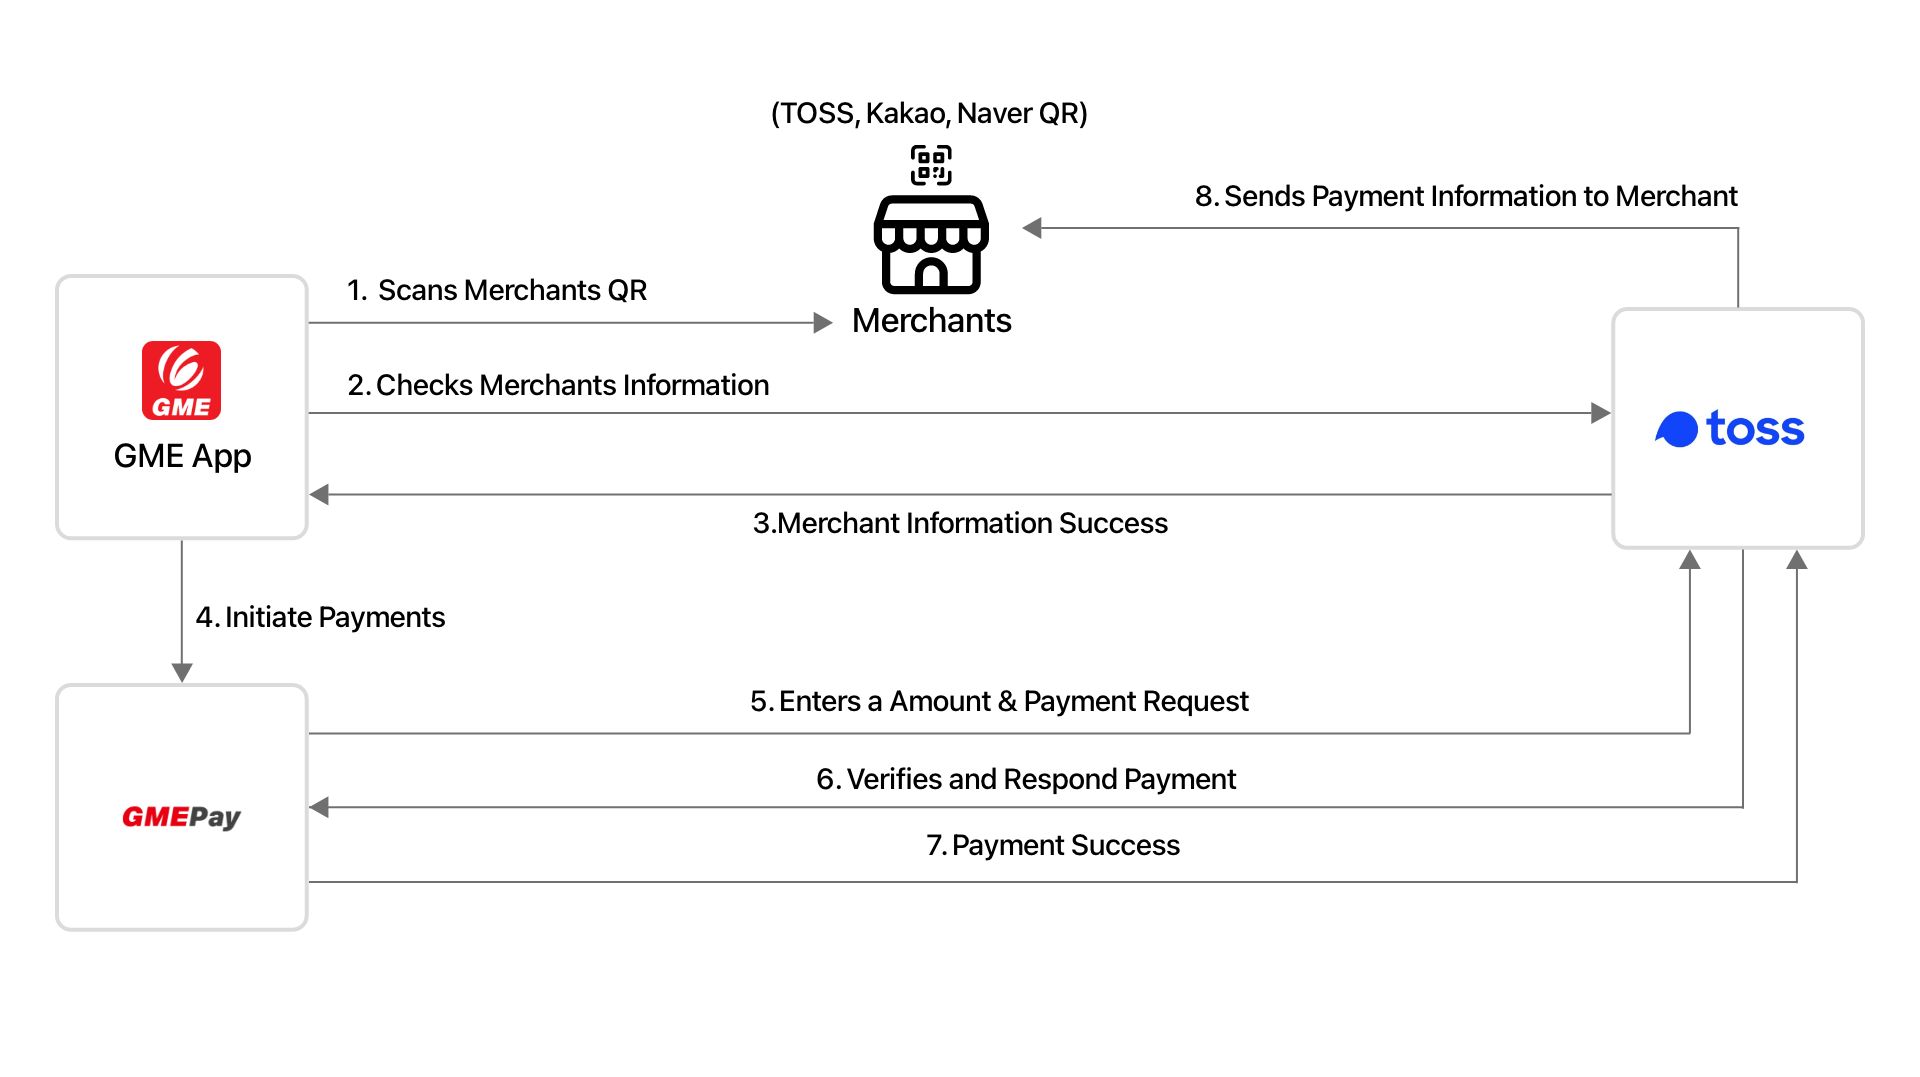 (TOSS, Kakao, Naver QR)
8. Sends Payment Information to Merchant
1. Scans Merchants QR
Merchants
2. Checks Merchants Information
GME
GME App
toss
3.Merchant Information Success
4. Initiate Payments
5. Enters a Amount & Payment Request
6. Verifies and Respond Payment
GMEPay
7. Payment Success